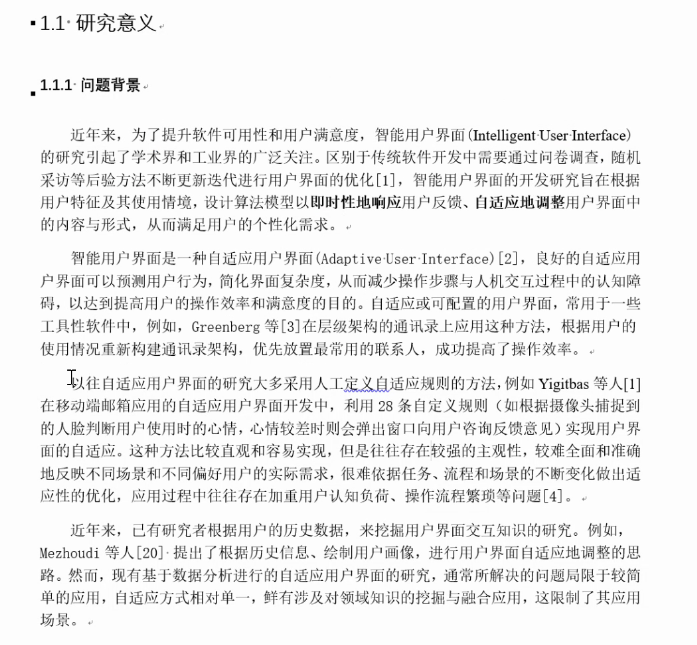 1.1 研究意义
1.1.1 问题背景
近年来，为了提升软件可用性和用户满意度，智能用户界面(Intelligent User Interface)
的研究引起了学术界和工业界的广泛关注。区别于传统软件开发中需要通过问卷调查，随机
采访等后验方法不断更新迭代进行用户界面的优化[1]，智能用户界面的开发研究旨在根据
用户特征及其使用情境，设计算法模型以即时性地响应用户反馈、自适应地调整用户界面中
的内容与形式，从而满足用户的个性化需求。
智能用户界面是一种自适应用户界面(Adaptive User Interface)[2]，良好的自适应用
户界面可以预测用户行为，简化界面复杂度，从而减少操作步骤与人机交互过程中的认知障
碍，以达到提高用户的操作效率和满意度的目的。自适应或可配置的用户界面，常用于一些
工具性软件中，例如，Greenberg 等[3]在层级架构的通讯录上应用这种方法，根据用户的
使用情况重新构建通讯录架构，优先放置最常用的联系人，成功提高了操作效率。
以往自适应用户界面的研究大多采用人工定义自适应规则的方法，例如 Yigitbas 等人[1]
在移动端邮箱应用的自适应用户界面开发中，利用 28 条自定义规则（如根据摄像头捕捉到
的人脸判断用户使用时的心情，心情较差时则会弹出窗口向用户咨询反馈意见）实现用户界
面的自适应。这种方法比较直观和容易实现，但是往往存在较强的主观性，较难全面和准确
地反映不同场景和不同偏好用户的实际需求，很难依据任务、流程和场景的不断变化做出适
应性的优化，应用过程中往往存在加重用户认知负荷、操作流程繁琐等问题[4]。
近年来，已有研究者根据用户的历史数据，来挖掘用户界面交互知识的研究。例如，
Mezhoudi 等人[20] 提出了根据历史信息、绘制用户画像，进行用户界面自适应地调整的思
路。然而，现有基于数据分析进行的自适应用户界面的研究，通常所解决的问题局限于较简
单的应用，自适应方式相对单一，鲜有涉及对领域知识的挖掘与融合应用，这限制了其应用
场景。